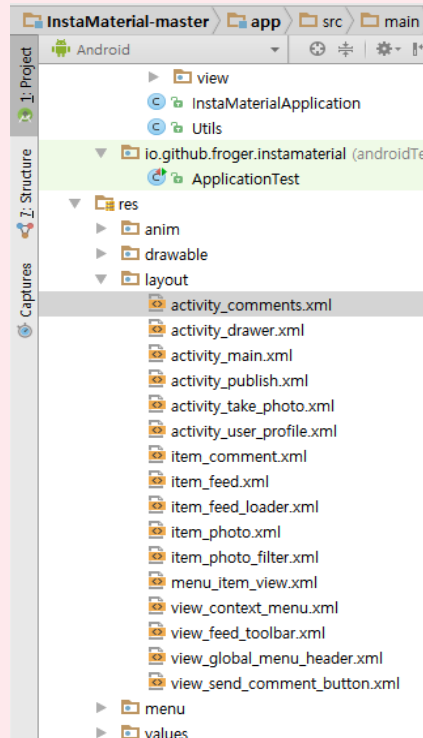 InstaMaterial-master app src main
Android
1: Project
view
InstaMaterialApplication
Utils
io.github.froger.instamaterial
ApplicationTest
7: Structure
res
anim
drawable
Captures
layout
activity_comments.xml
activity_drawer.xml
activity_main.xml
activity_publish.xml
activity_take_photo.xml
activity_user_profile.xml
item_comment.xml
item_feed.xml
item_feed_loader.xml
item_photo.xml
item_photo_filter.xml
menu_item_view.xml
view_context_menu.xml
view_feed_toolbar.xml
view_global_menu_header.xml
view_send_comment_button.xml
menu
values